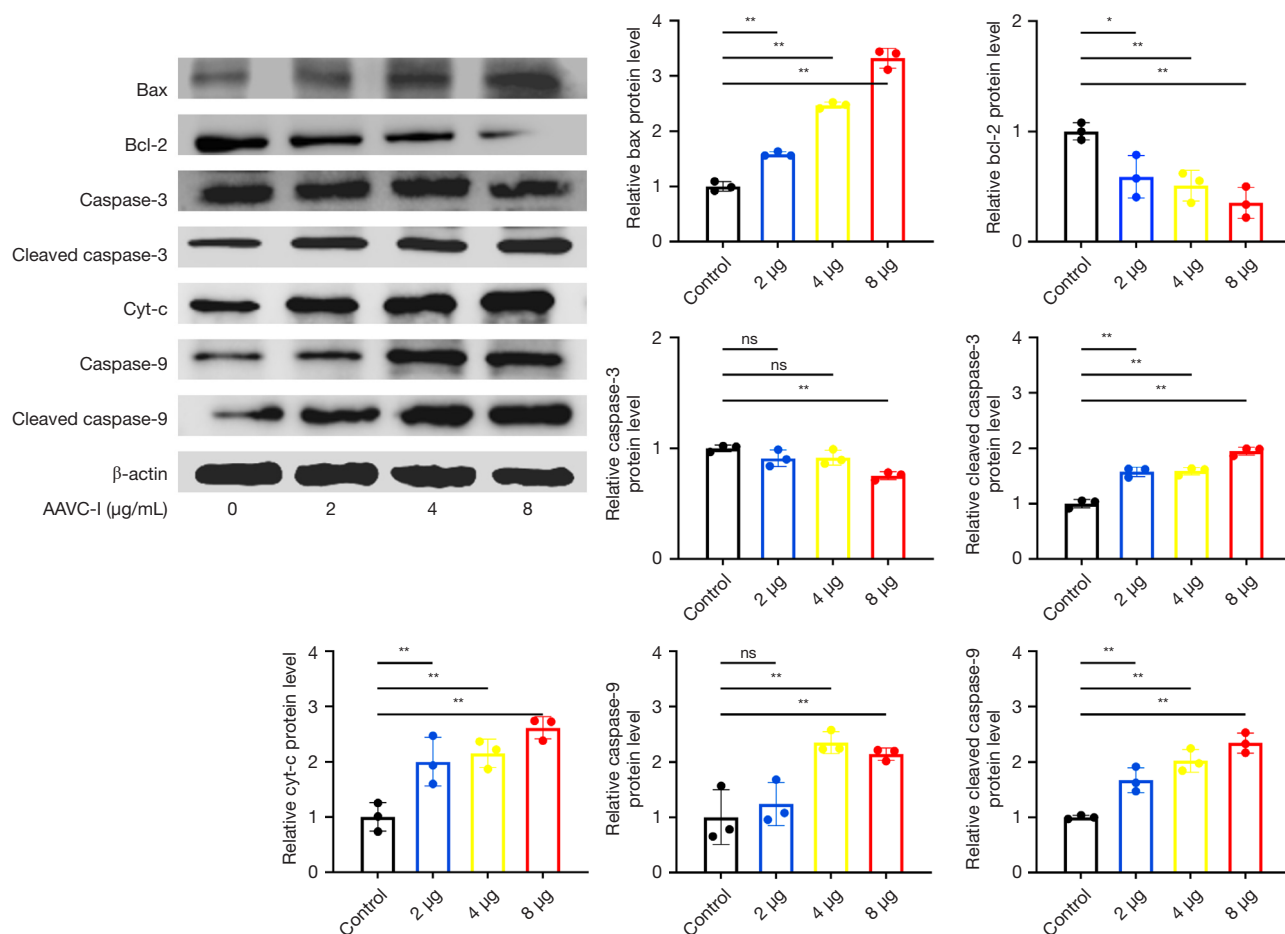 Bax
Bcl-2
Caspase-3
Cleaved caspase-3
Cyt-c
Caspase-9
Cleaved caspase-9
β-actin
AAVC-I (μg/mL) 0 2 4 8
Relative bax protein level
4
3
2
1
0
**
**
**
Control 2 μg 4 μg 8 μg
Relative bcl-2 protein level
2
1
0
*
**
**
Control 2 μg 4 μg 8 μg
Relative caspase-3
protein level
2
1
0
ns
ns
**
Control 2 μg 4 μg 8 μg
Relative cleaved caspase-3
protein level
4
3
2
1
0
**
**
**
Control 2 μg 4 μg 8 μg
Relative cyt-c protein level
4
3
2
1
0
**
**
**
Control 2 μg 4 μg 8 μg
Relative caspase-9
protein level
4
3
2
1
0
ns
**
**
Control 2 μg 4 μg 8 μg
Relative cleaved caspase-9
protein level
4
3
2
1
0
**
**
**
Control 2 μg 4 μg 8 μg